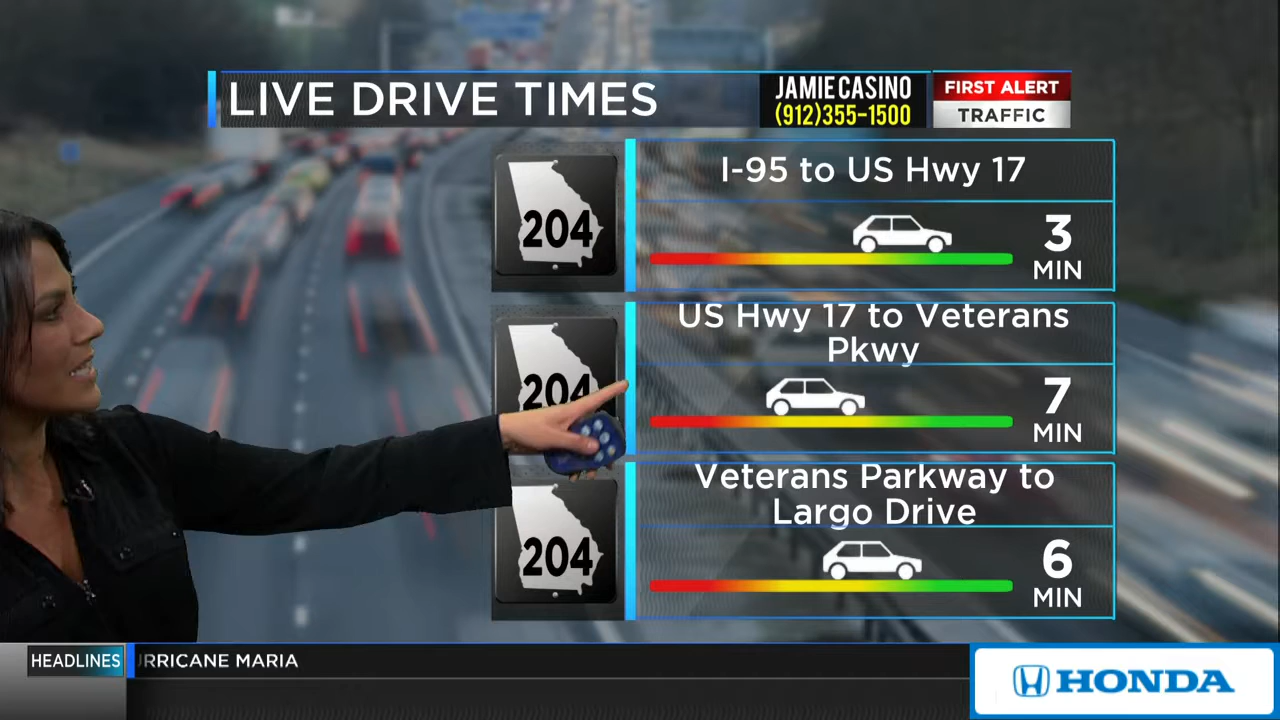 LIVE DRIVE TIMES
JAMIE CASINO
(912)355-1500
FIRST ALERT
TRAFFIC
204
I-95 to US Hwy 17
3
MIN
204
US Hwy 17 to Veterans
Pkwy
7
MIN
204
Veterans Parkway to
Largo Drive
6
MIN
HEADLINES
URRICANE MARIA
HONDA